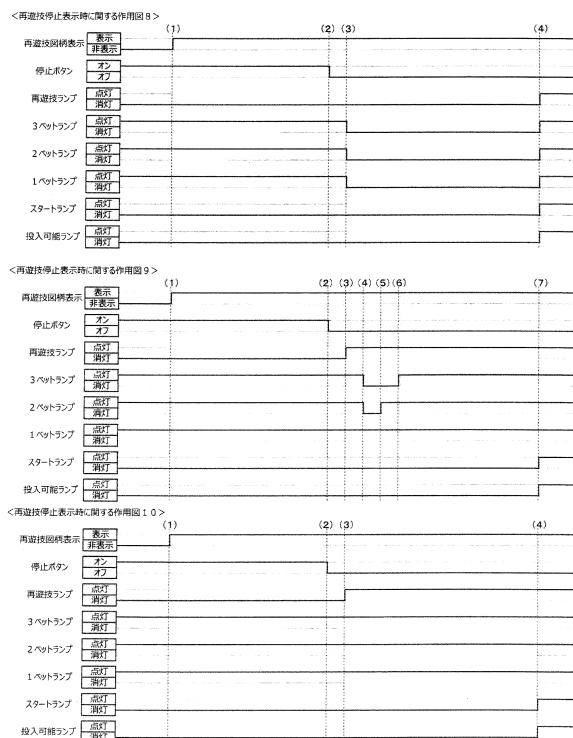 <再遊技停止表示時に関する作用図8>
(1) (2) (3) (4)
再遊技図柄表示 表示
非表示
停止ボタン オン
オフ
再遊技ランプ 点灯
消灯
3ベットランプ 点灯
消灯
2ベットランプ 点灯
消灯
1ベットランプ 点灯
消灯
スタートランプ 点灯
消灯
投入可能ランプ 点灯
消灯
<再遊技停止表示時に関する作用図9>
(1) (2) (3) (4) (5) (6) (7)
再遊技図柄表示 表示
非表示
停止ボタン オン
オフ
再遊技ランプ 点灯
消灯
3ベットランプ 点灯
消灯
2ベットランプ 点灯
消灯
1ベットランプ 点灯
消灯
スタートランプ 点灯
消灯
投入可能ランプ 点灯
消灯
<再遊技停止表示時に関する作用図10>
(1) (2) (3) (4)
再遊技図柄表示 表示
非表示
停止ボタン オン
オフ
再遊技ランプ 点灯
消灯
3ベットランプ 点灯
消灯
2ベットランプ 点灯
消灯
1ベットランプ 点灯
消灯
スタートランプ 点灯
消灯
投入可能ランプ 点灯
消灯